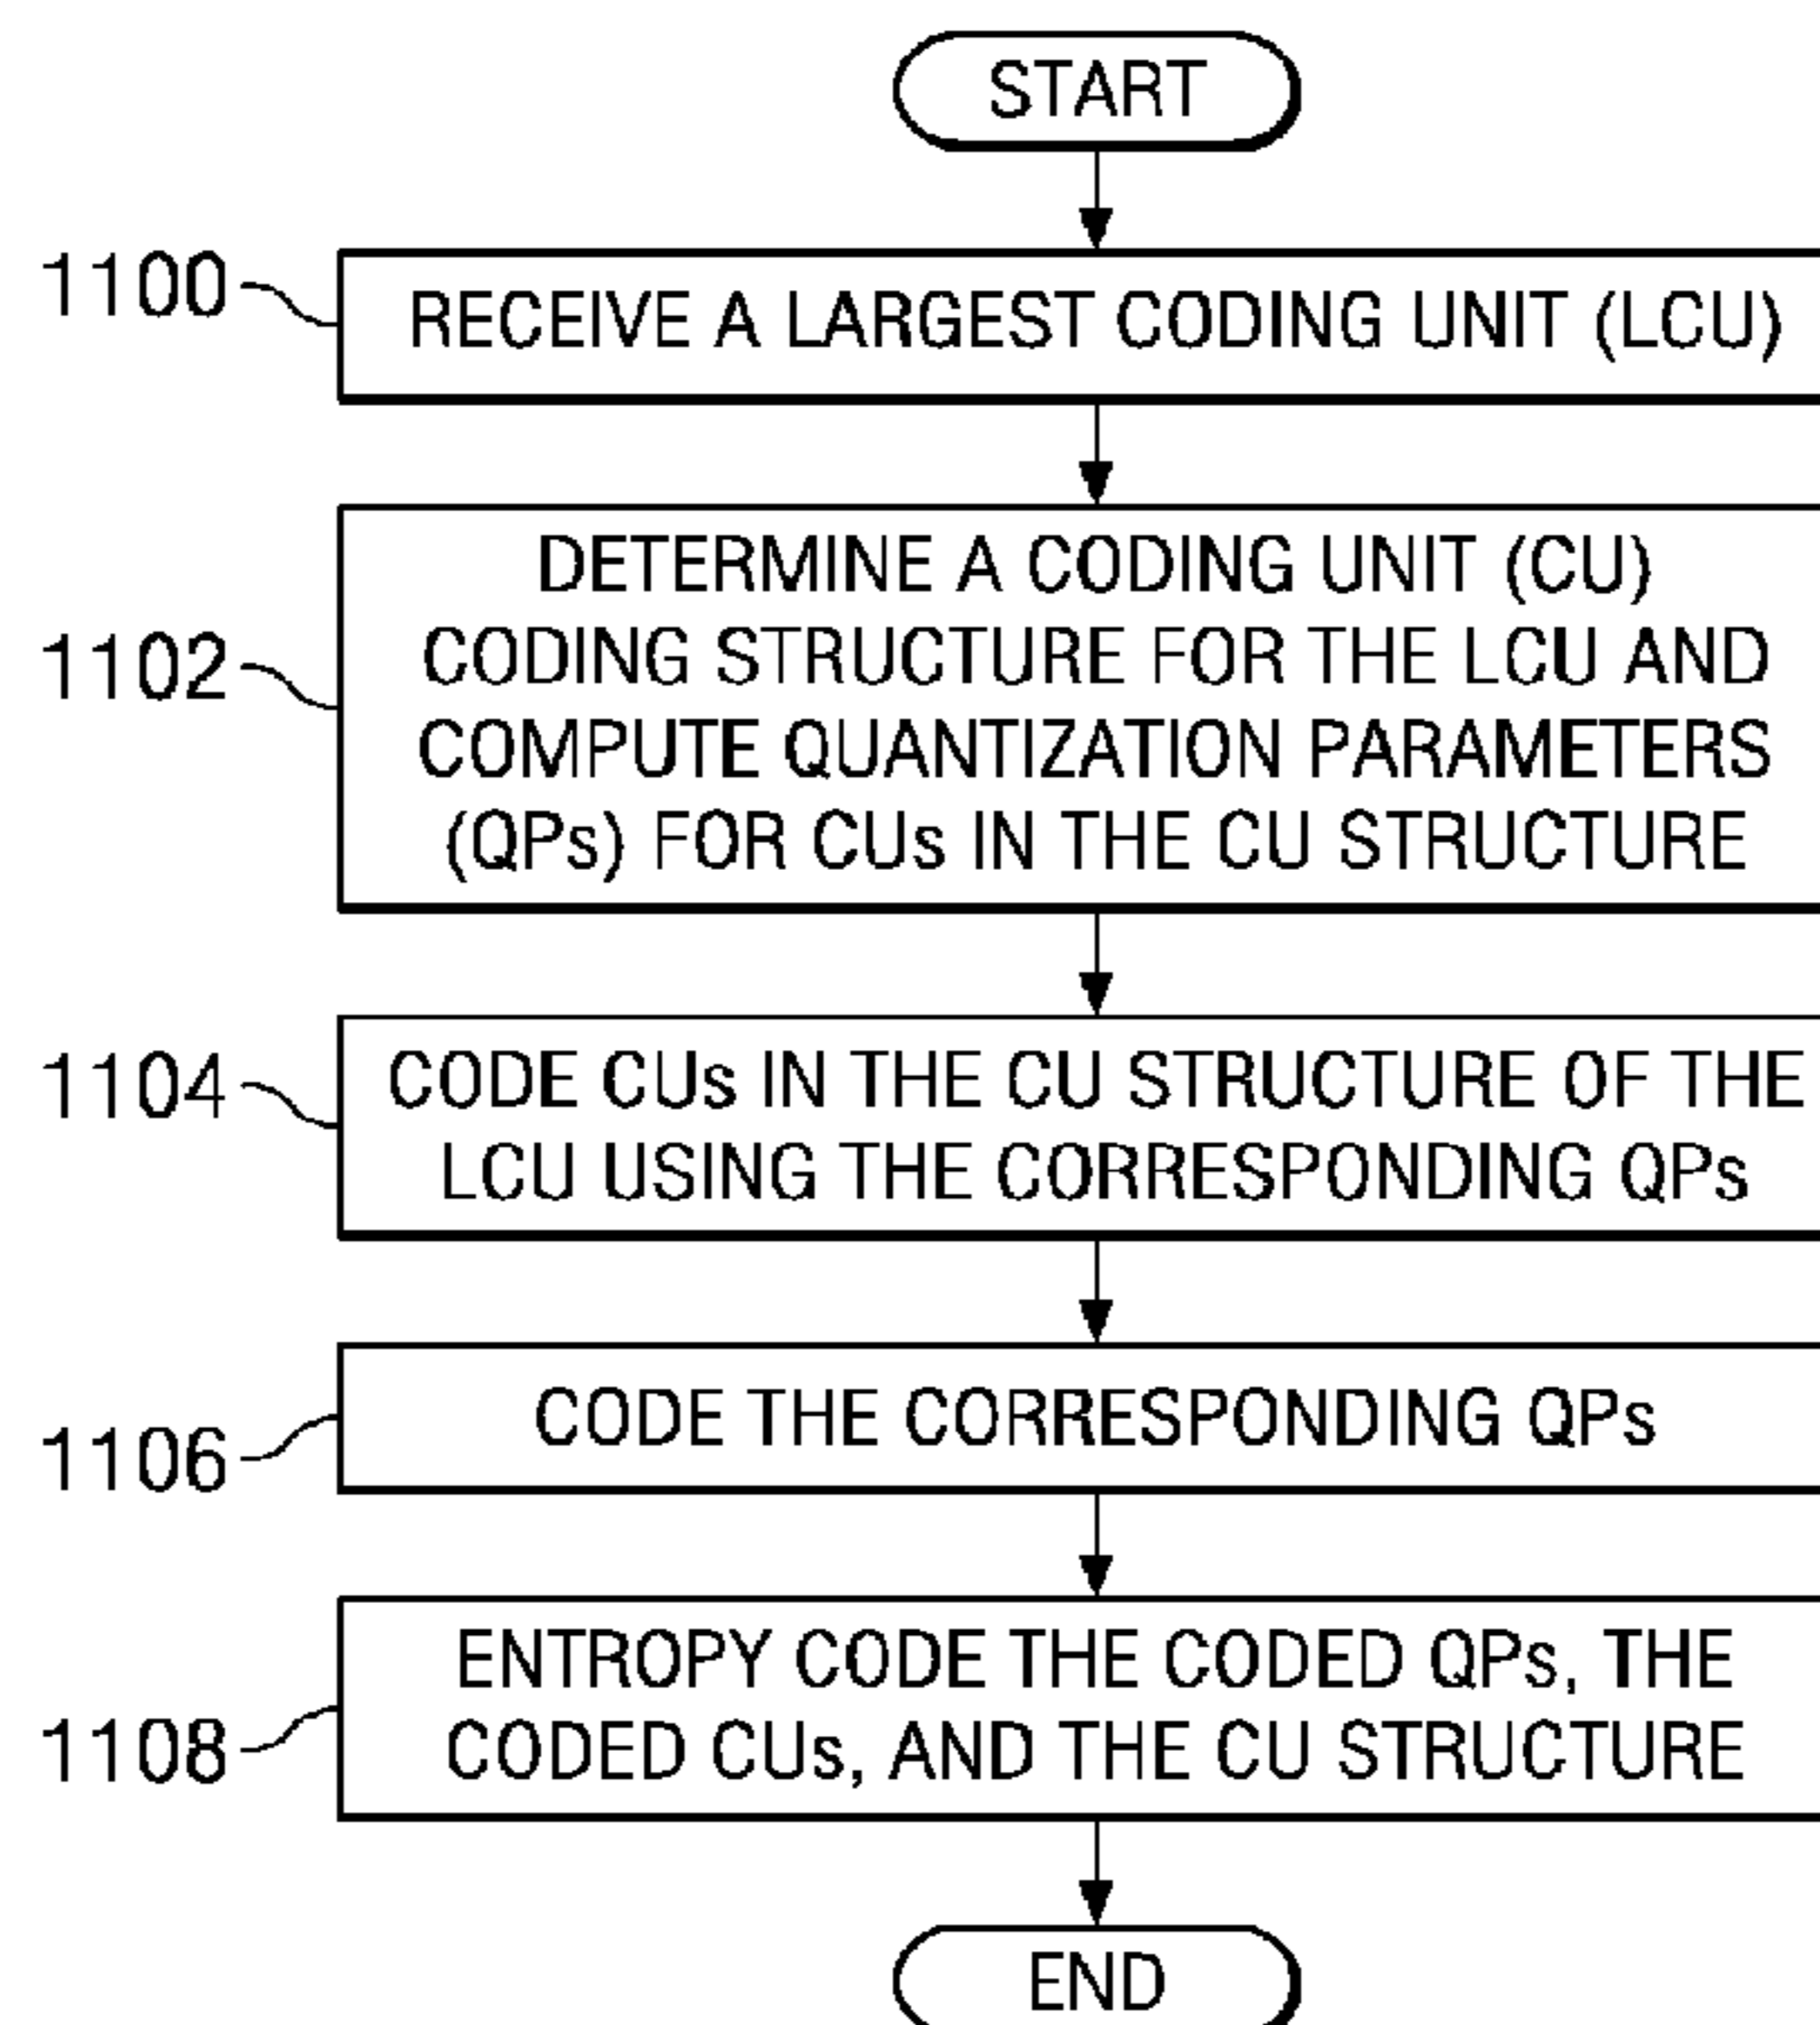 START
1100
RECEIVE A LARGEST CODING UNIT (LCU)
1102
DETERMINE A CODING UNIT (CU)
CODING STRUCTURE FOR THE LCU AND
COMPUTE QUANTIZATION PARAMETERS
(QPs) FOR CUs IN THE CU STRUCTURE
1104
CODE CUs IN THE CU STRUCTURE OF THE
LCU USING THE CORRESPONDING QPs
1106
CODE THE CORRESPONDING QPs
1108
ENTROPY CODE THE CODED QPs, THE
CODED CUs, AND THE CU STRUCTURE
END